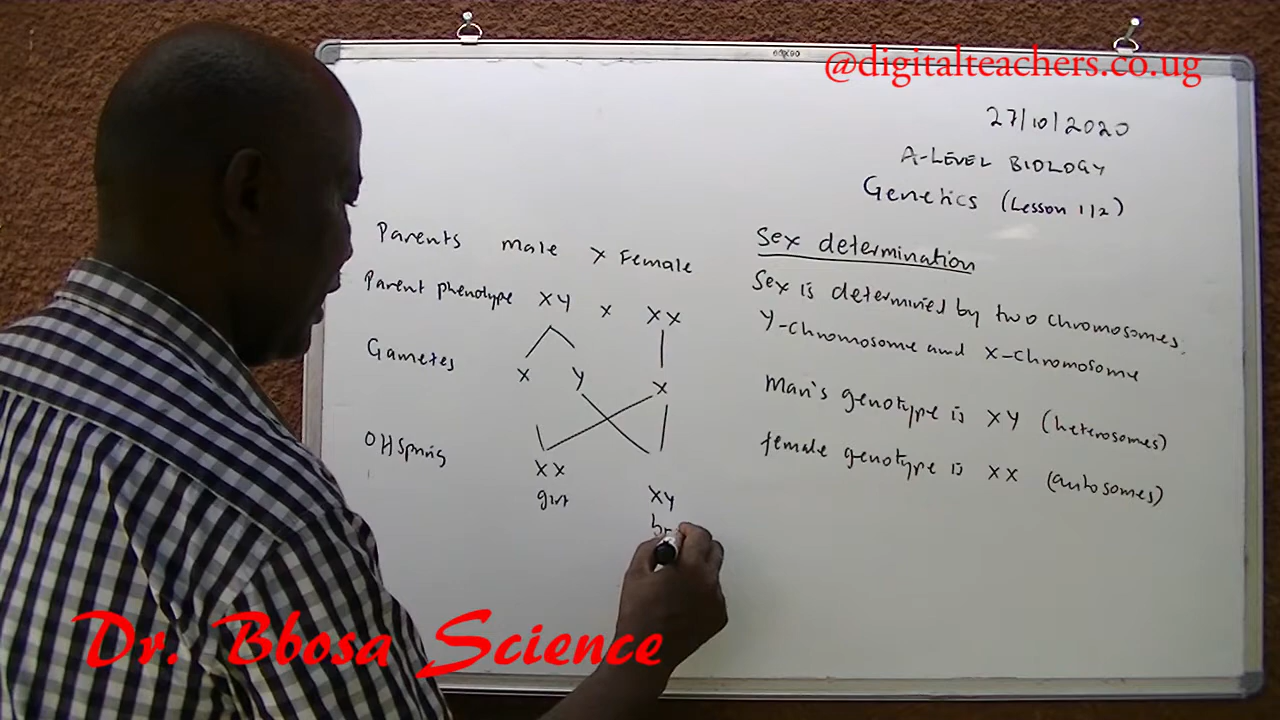 @digitalteachers.co.ug
27/10/2020
A-LEVEL BIOLOGY
Genetics (Lesson 1/2)
Parents male x Female
Parent phenotype XY x XX
Gametes X Y X
Offspring XX XY
girl
Sex determination
Sex is determines by two chromosomes.
Y-chromosome and X-chromosome
Man's genotype is XY (heterosomes)
female genotype is XX (autosomes)
Dr. Bbosa Science